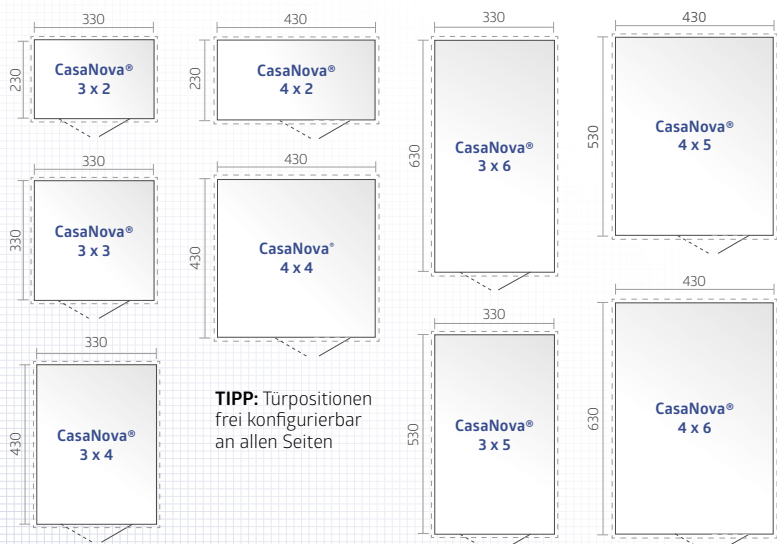 330
230
CasaNova®
3 x 2
430
230
CasaNova®
4 x 2
330
630
CasaNova®
3 x 6
430
530
CasaNova®
4 x 5
330
330
CasaNova®
3 x 3
430
430
CasaNova®
4 x 4
330
430
CasaNova®
3 x 4
TIPP: Türpositionen
frei konfigurierbar
an allen Seiten
330
530
CasaNova®
3 x 5
430
630
CasaNova®
4 x 6